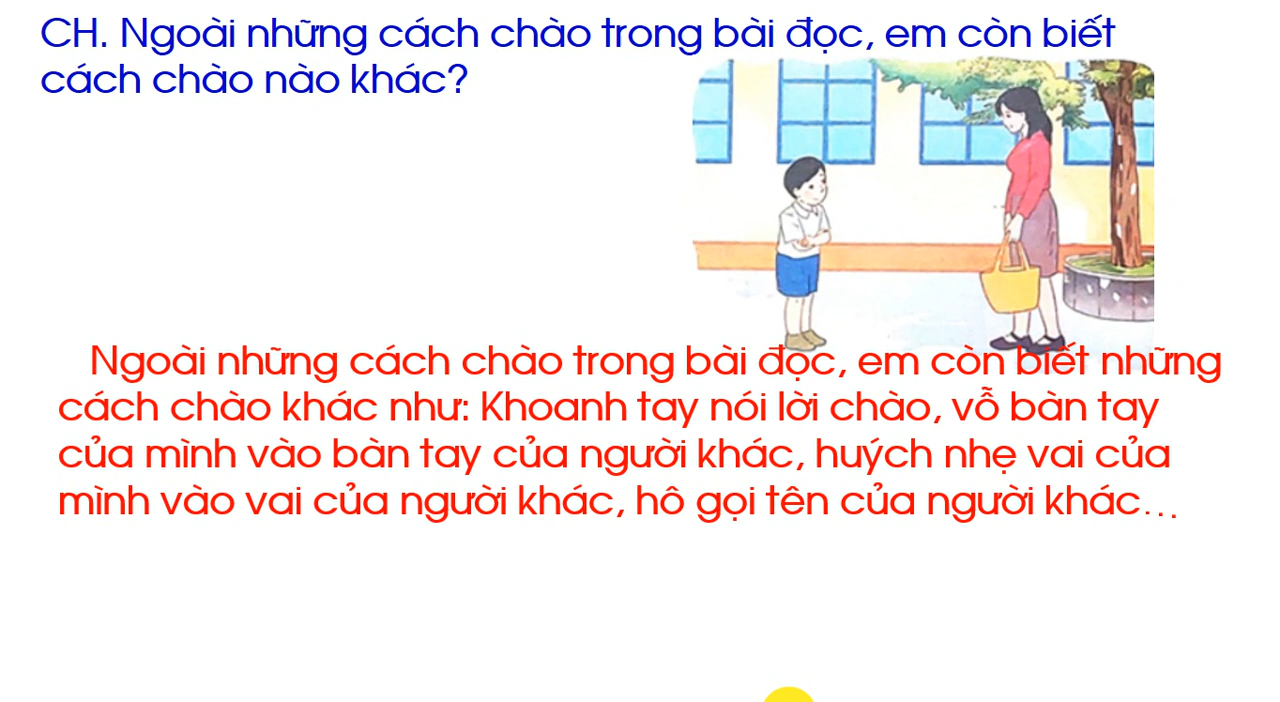 CH. Ngoài những cách chào trong bài đọc, em còn biết
cách chào nào khác?
Ngoài những cách chào trong bài đọc, em còn biết những
cách chào khác như: Khoanh tay nói lời chào, vỗ bàn tay
của mình vào bàn tay của người khác, huých nhẹ vai của
mình vào vai của người khác, hô gọi tên của người khác...